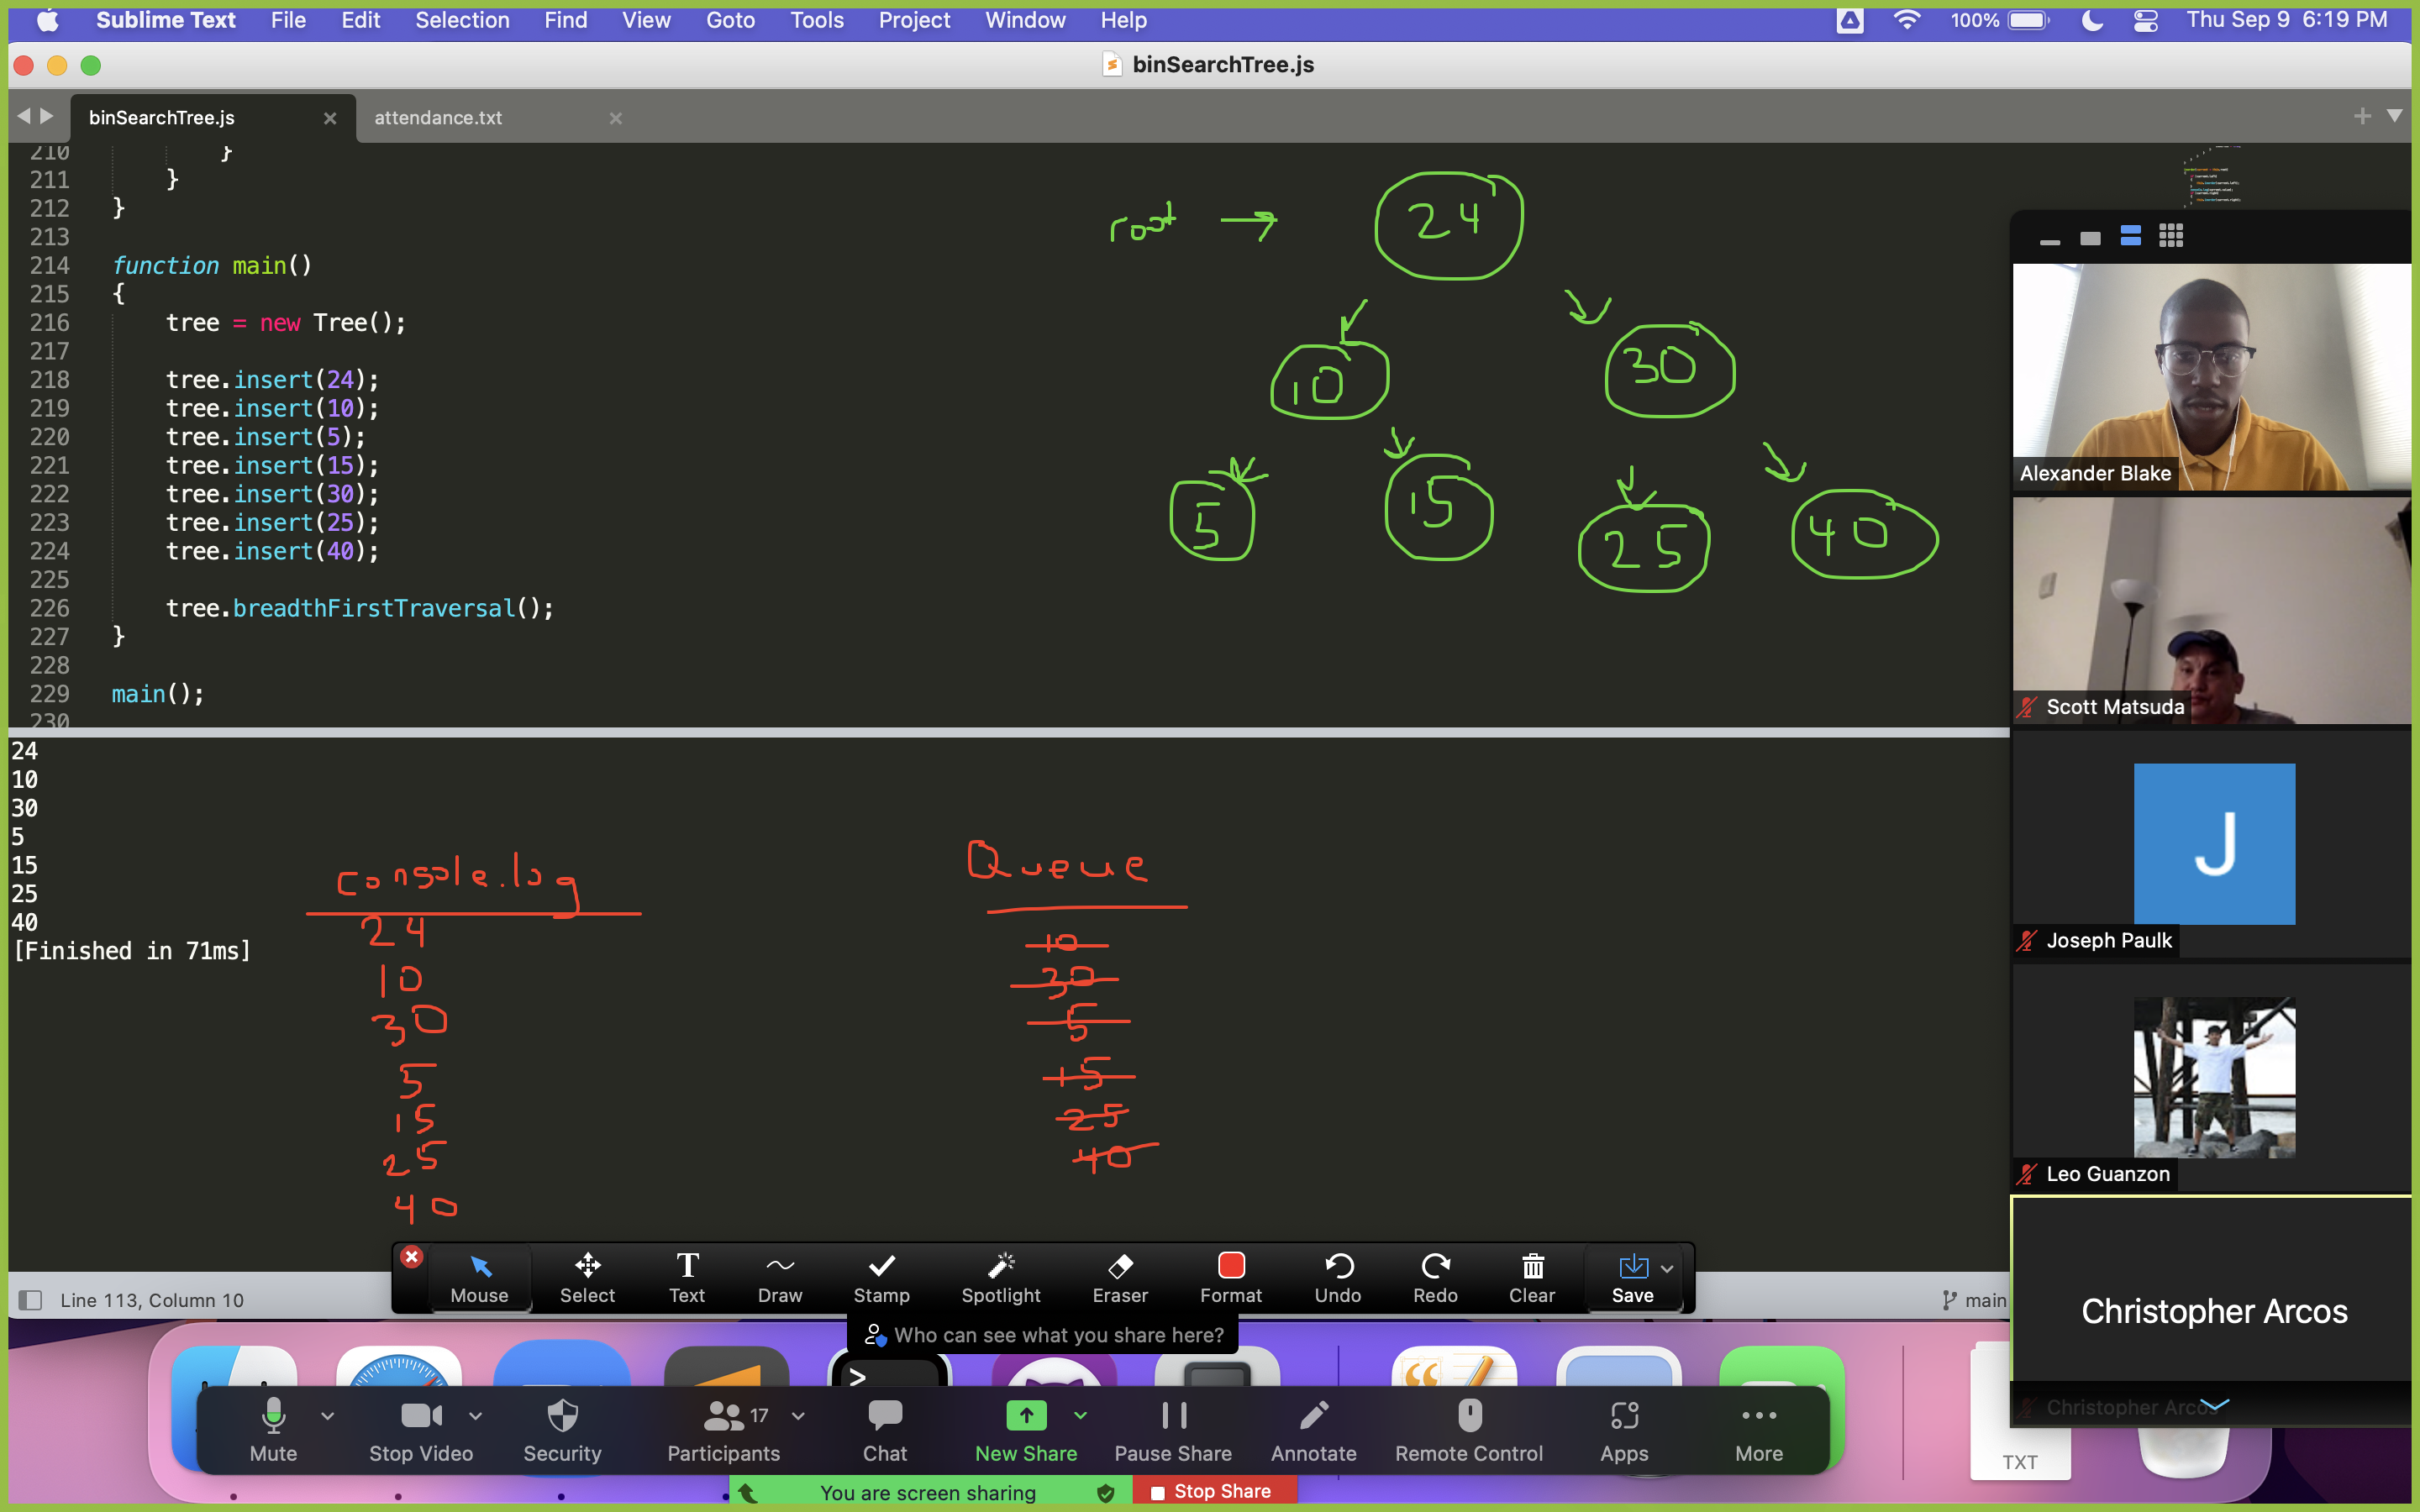 Sublime Text File Edit Selection Find View Goto Tools Project Window Help 100% Thu Sep 9 6:19 PM
binSearchTree.js
binSearchTree.js × attendance.txt ×
210 }
211 }
212 }
213
214 function main()
215 {
216 tree = new Tree();
217
218 tree.insert(24);
219 tree.insert(10);
220 tree.insert(5);
221 tree.insert(15);
222 tree.insert(30);
223 tree.insert(25);
224 tree.insert(40);
225
226 tree.breadthFirstTraversal();
227 }
228
229 main();
230
root → 24
10 30
5 15 25 40
24
10
30
5
15
25
40
[Finished in 71ms]
console.log
24
10
30
5
15
25
40
Queue
10
30
5
15
25
40
Alexander Blake
Scott Matsuda
J
Joseph Paulk
Leo Guanzon
Christopher Arcos
Christopher Arcos
Mouse Select Text Draw Stamp Spotlight Eraser Format Undo Redo Clear Save
Line 113, Column 10
main
Who can see what you share here?
17
Mute Stop Video Security Participants Chat New Share Pause Share Annotate Remote Control Apps More
TXT
You are screen sharing Stop Share